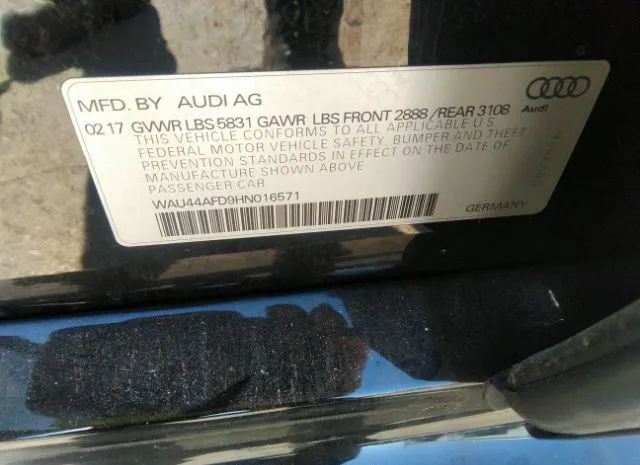 MFD. BY AUDI AG
02.17 GVWR LBS 5831 GAWR LBS FRONT 2888 /REAR 3108
THIS VEHICLE CONFORMS TO ALL APPLICABLE U.S.
FEDERAL MOTOR VEHICLE SAFETY, BUMPER AND THEFT
PREVENTION STANDARDS IN EFFECT ON THE DATE OF
MANUFACTURE SHOWN ABOVE
PASSENGER CAR
WAU44AFD9HN016571
Audi
GERMANY